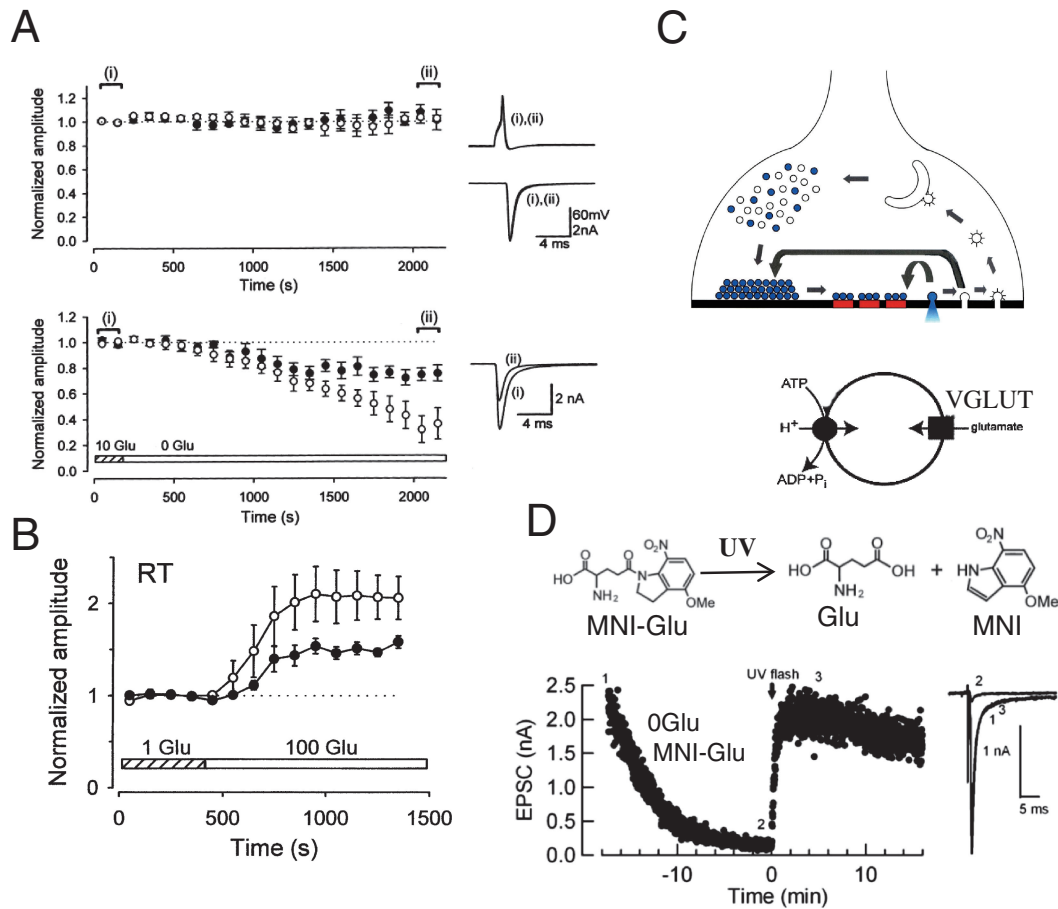 A
(i)
(ii)
1.2
1.0
0.8
0.6
0.4
1.2
0.0
Normalized amplitude
0
500
1000
1500
2000
Time (s)
(i),(ii)
(i),(ii)
60mV
2nA
4 ms
(i)
(ii)
1.2
1.0
0.8
0.6
0.4
0.2
0.0
Normalized amplitude
10 Glu
0 Glu
0
500
1000
1500
2000
Time (s)
(ii)
(i)
2 nA
4 ms
B
RT
2
1
0
Normalized amplitude
1 Glu
100 Glu
0
500
1000
1500
Time (s)
C
ATP
H+
ADP+Pi
VGLUT
glutamate
D
O2N
O
O
HO
N
NH2
OMe
MNI-Glu
UV
O
O
HO
OH
NH2
Glu
+
O2N
HN
OMe
MNI
UV flash
1
3
2
0Glu
MNI-Glu
2.5
2.0
1.5
1.0
0.5
0.0
EPSC (nA)
-10
0
10
Time (min)
2
1
3
1 nA
5 ms